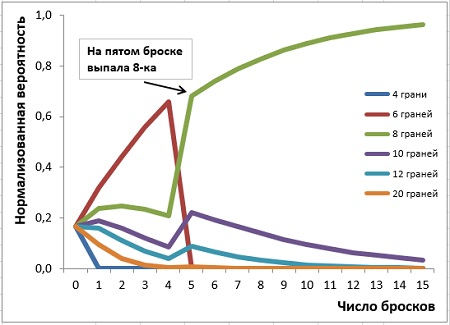 Нормализованная вероятность
1,0
0,8
0,6
0,4
0,2
0,0
На пятом броске
выпала 8-ка
4 грани
6 граней
8 граней
10 граней
12 граней
20 граней
0 1 2 3 4 5 6 7 8 9 10 11 12 13 14 15
Число бросков